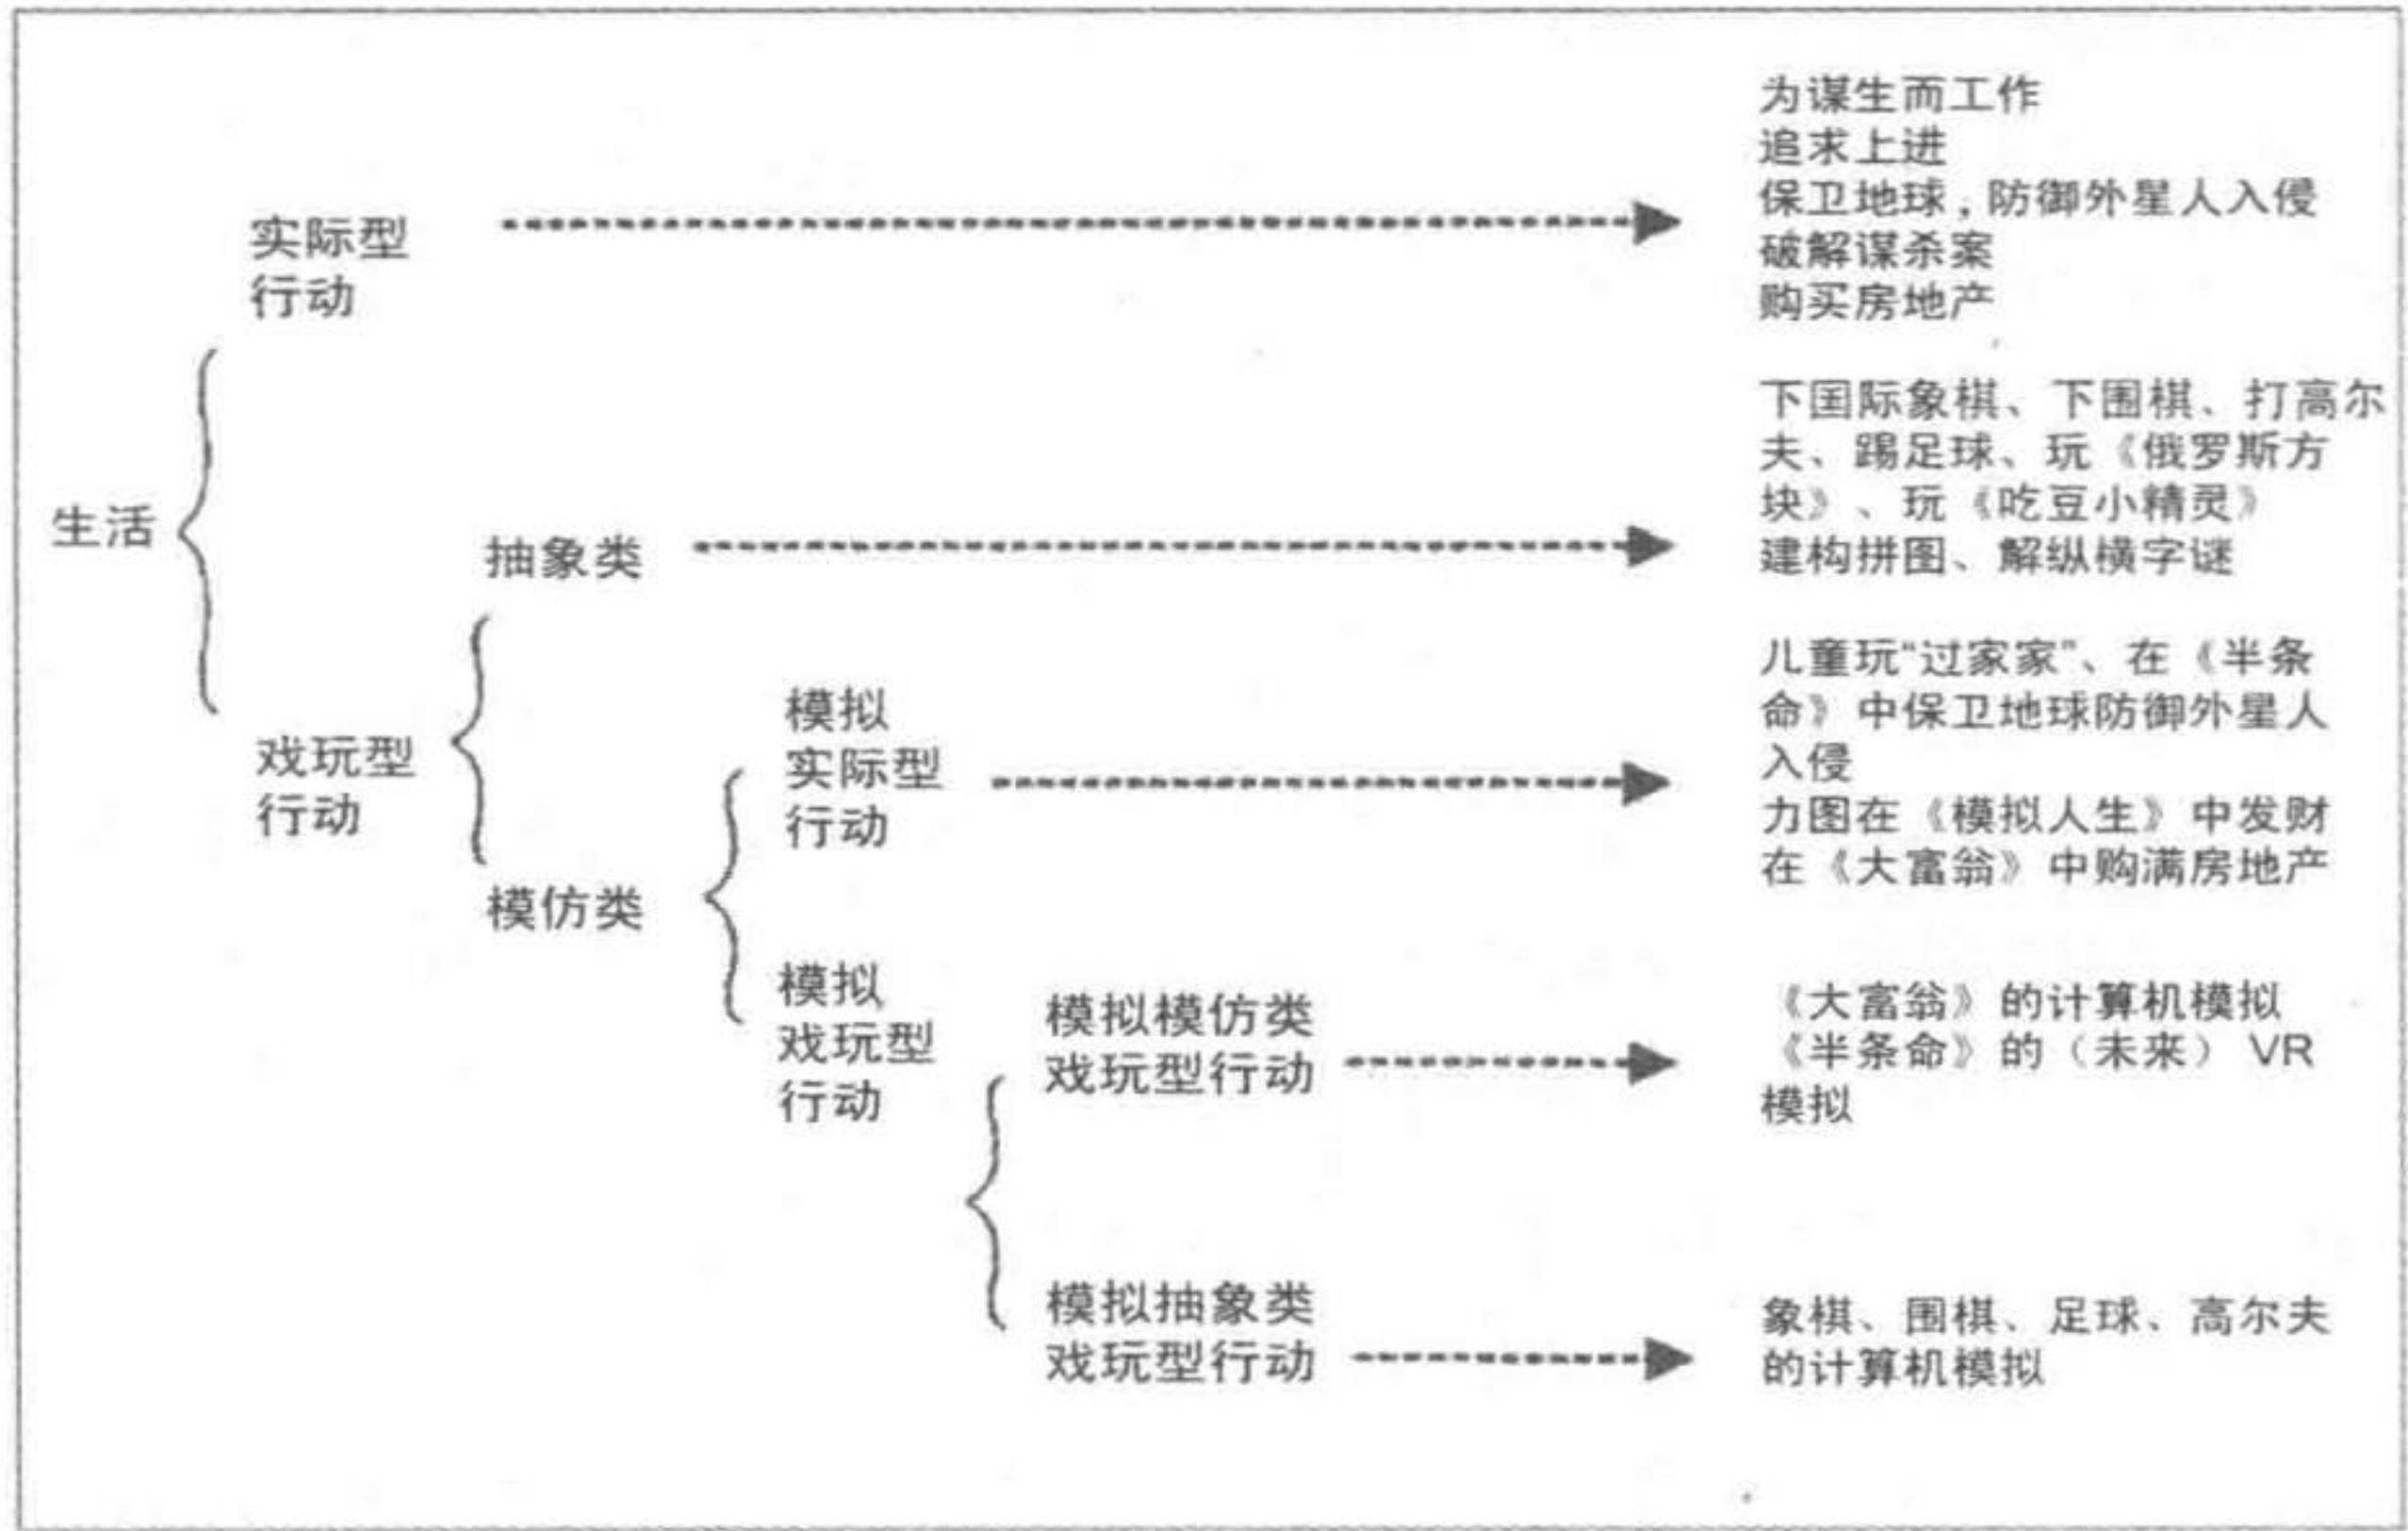 为谋生而工作
追求上进
保卫地球，防御外星人入侵
破解谋杀案
购买房地产
实际型
行动
下国际象棋、下围棋、打高尔
夫、踢足球、玩《俄罗斯方
块》、玩《吃豆小精灵》
建构拼图、解纵横字谜
生活
抽象类
儿童玩“过家家”、在《半条
命》中保卫地球防御外星人
入侵
力图在《模拟人生》中发财
在《大富翁》中购满房地产
模拟
实际型
行动
戏玩型
行动
模仿类
模拟
戏玩型
行动
模拟模仿类
戏玩型行动
《大富翁》的计算机模拟
《半条命》的（未来） VR
模拟
模拟抽象类
戏玩型行动
象棋、围棋、足球、高尔夫
的计算机模拟